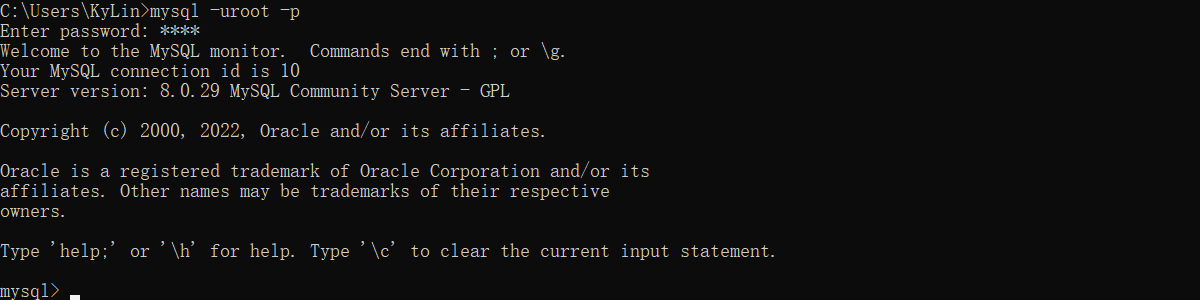 C:\Users\KyLin>mysql -uroot -p
Enter password: ****
Welcome to the MySQL monitor.  Commands end with ; or \g.
Your MySQL connection id is 10
Server version: 8.0.29 MySQL Community Server - GPL
Copyright (c) 2000, 2022, Oracle and/or its affiliates.
Oracle is a registered trademark of Oracle Corporation and/or its
affiliates. Other names may be trademarks of their respective
owners.
Type 'help;' or '\h' for help. Type '\c' to clear the current input statement.
mysql>